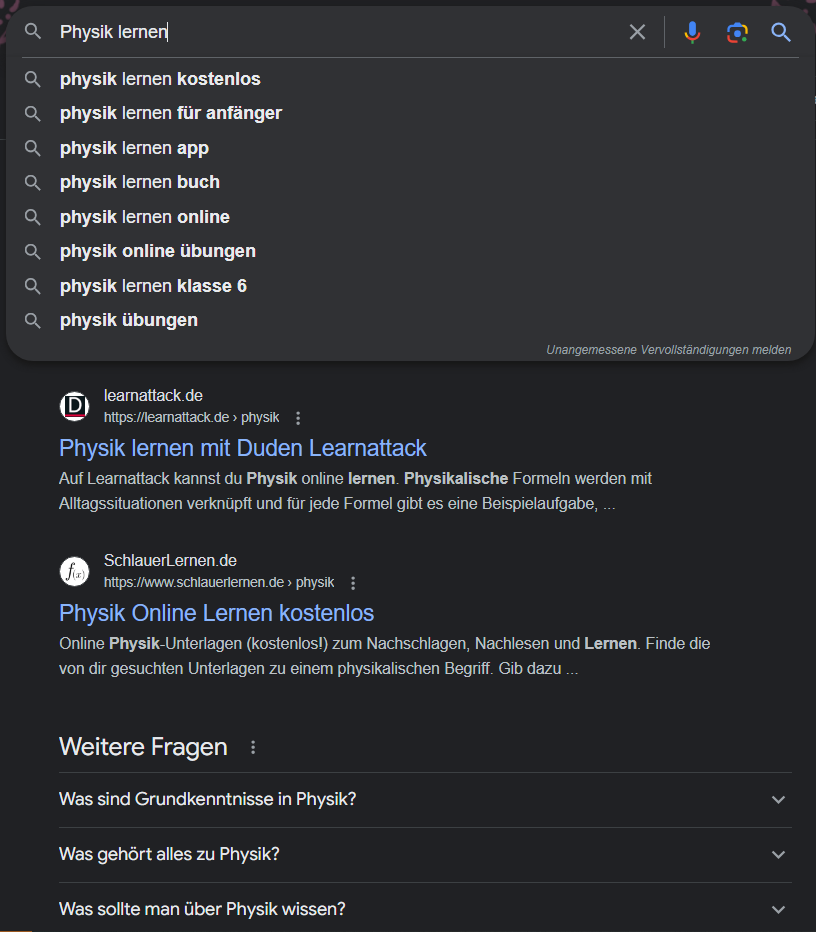 Physik lernen
physik lernen kostenlos
physik lernen für anfänger
physik lernen app
physik lernen buch
physik lernen online
physik online übungen
physik lernen klasse 6
physik übungen
Unangemessene Vervollständigungen melden
D
learnattack.de
https://learnattack.de › physik
Physik lernen mit Duden Learnattack
Auf Learnattack kannst du Physik online lernen. Physikalische Formeln werden mit
Alltagssituationen verknüpft und für jede Formel gibt es eine Beispielaufgabe, ...
f(x)
SchlauerLernen.de
https://www.schlauerlernen.de › physik
Physik Online Lernen kostenlos
Online Physik-Unterlagen (kostenlos!) zum Nachschlagen, Nachlesen und Lernen. Finde die
von dir gesuchten Unterlagen zu einem physikalischen Begriff. Gib dazu ...
Weitere Fragen
Was sind Grundkenntnisse in Physik?
Was gehört alles zu Physik?
Was sollte man über Physik wissen?